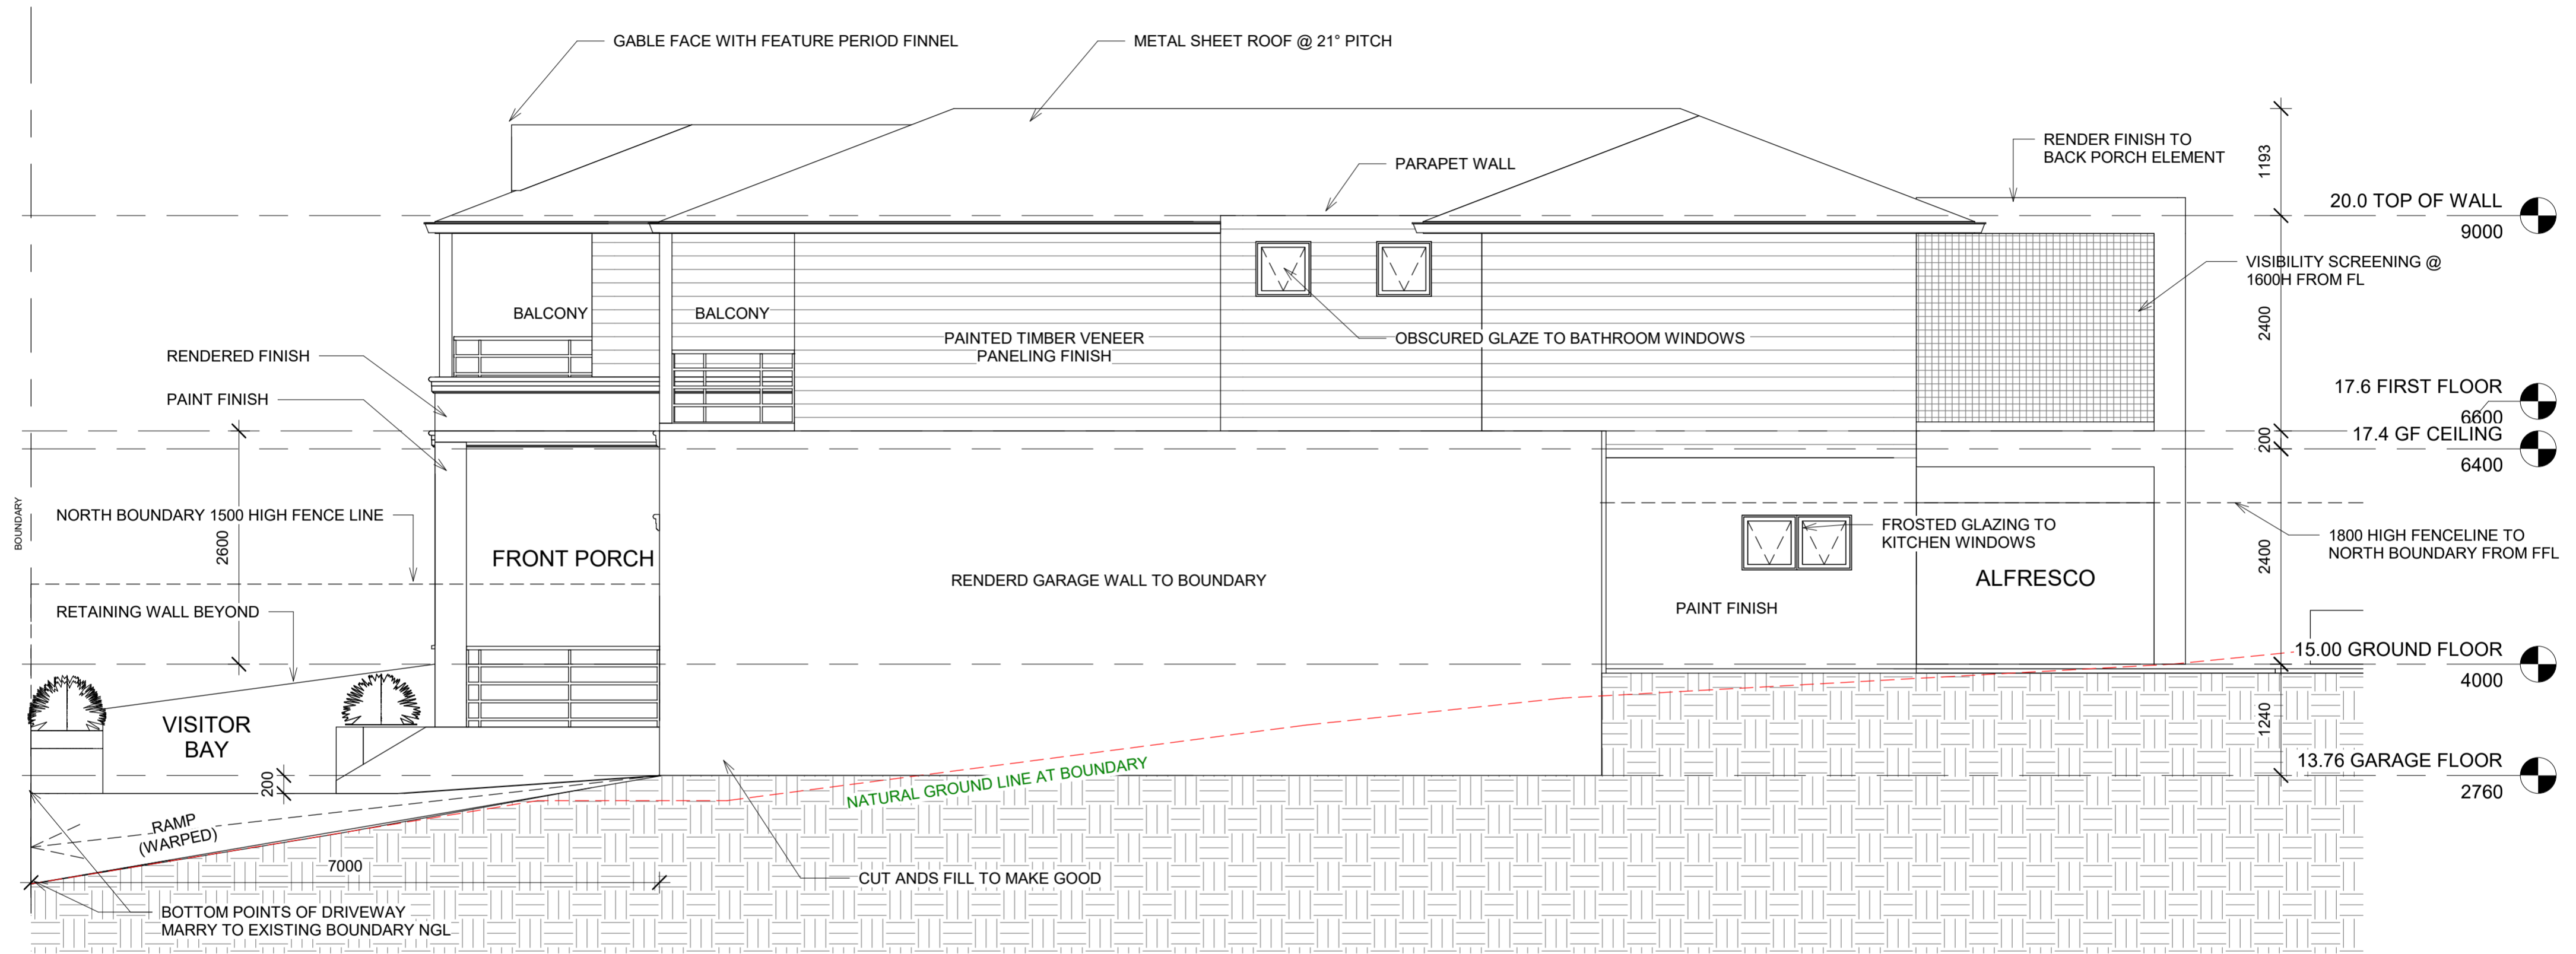 GABLE FACE WITH FEATURE PERIOD FINNEL
METAL SHEET ROOF @ 21° PITCH
RENDER FINISH TO
BACK PORCH ELEMENT
PARAPET WALL
1193
20.0 TOP OF WALL
9000
VISIBILITY SCREENING @
1600H FROM FL
BALCONY
BALCONY
PAINTED TIMBER VENEER
PANELING FINISH
OBSCURED GLAZE TO BATHROOM WINDOWS
2400
RENDERED FINISH
PAINT FINISH
17.6 FIRST FLOOR
6600
200
17.4 GF CEILING
6400
BOUNDARY
NORTH BOUNDARY 1500 HIGH FENCE LINE
2600
FRONT PORCH
RENDERD GARAGE WALL TO BOUNDARY
FROSTED GLAZING TO
KITCHEN WINDOWS
1800 HIGH FENCELINE TO
NORTH BOUNDARY FROM FFL
2400
ALFRESCO
PAINT FINISH
RETAINING WALL BEYOND
15.00 GROUND FLOOR
4000
VISITOR
BAY
1240
200
13.76 GARAGE FLOOR
2760
NATURAL GROUND LINE AT BOUNDARY
RAMP
(WARPED)
7000
CUT ANDS FILL TO MAKE GOOD
BOTTOM POINTS OF DRIVEWAY
MARRY TO EXISTING BOUNDARY NGL